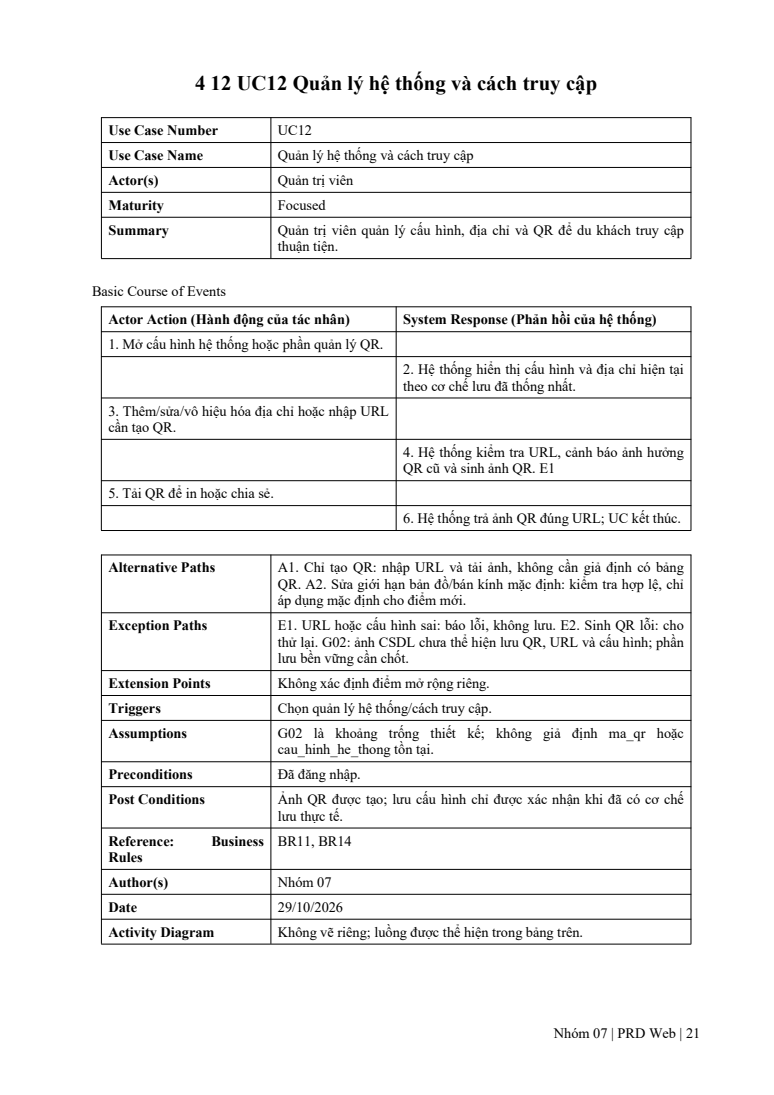 4 12 UC12 Quản lý hệ thống và cách truy cập
Use Case Number
UC12
Use Case Name
Quản lý hệ thống và cách truy cập
Actor(s)
Quản trị viên
Maturity
Focused
Summary
Quản trị viên quản lý cấu hình, địa chỉ và QR để du khách truy cập
thuận tiện.
Basic Course of Events
Actor Action (Hành động của tác nhân)
System Response (Phản hồi của hệ thống)
1. Mở cấu hình hệ thống hoặc phần quản lý QR.
2. Hệ thống hiển thị cấu hình và địa chỉ hiện tại
theo cơ chế lưu đã thống nhất.
3. Thêm/sửa/vô hiệu hóa địa chỉ hoặc nhập URL
cần tạo QR.
4. Hệ thống kiểm tra URL, cảnh báo ảnh hưởng
QR cũ và sinh ảnh QR. E1
5. Tải QR để in hoặc chia sẻ.
6. Hệ thống trả ảnh QR đúng URL; UC kết thúc.
Alternative Paths
A1. Chỉ tạo QR: nhập URL và tải ảnh, không cần giả định có bảng
QR. A2. Sửa giới hạn bản đồ/bán kính mặc định: kiểm tra hợp lệ, chỉ
áp dụng mặc định cho điểm mới.
Exception Paths
E1. URL hoặc cấu hình sai: báo lỗi, không lưu. E2. Sinh QR lỗi: cho
thử lại. G02: ảnh CSDL chưa thể hiện lưu QR, URL và cấu hình; phần
lưu bền vững cần chốt.
Extension Points
Không xác định điểm mở rộng riêng.
Triggers
Chọn quản lý hệ thống/cách truy cập.
Assumptions
G02 là khoảng trống thiết kế; không giả định ma_qr hoặc
cau_hinh_he_thong tồn tại.
Preconditions
Đã đăng nhập.
Post Conditions
Ảnh QR được tạo; lưu cấu hình chỉ được xác nhận khi đã có cơ chế
lưu thực tế.
Reference: Business
Rules
BR11, BR14
Author(s)
Nhóm 07
Date
29/10/2026
Activity Diagram
Không vẽ riêng; luồng được thể hiện trong bảng trên.
Nhóm 07 | PRD Web | 21